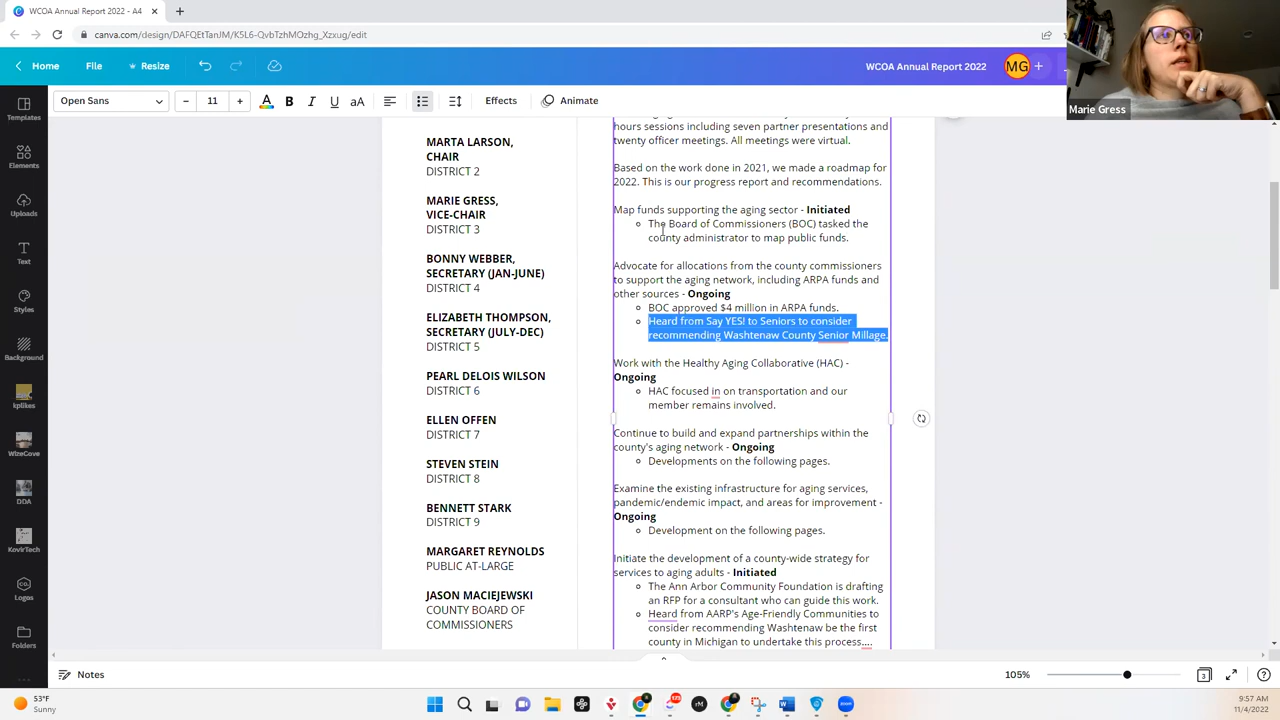 WCOA Annual Report 2022 - A4
canva.com/design/DAFQEtTanJM/K5L6-QvbTzhMOzhg_Xzxug/edit
Home
File
Resize
WCOA Annual Report 2022
MG
Marie Gress
Open Sans
11
B
I
U
aA
Effects
Animate
Templates
Elements
Uploads
Text
Styles
Background
kplikes
WizeCove
DDA
KovirTech
Logos
Folders
MARTA LARSON,
CHAIR
DISTRICT 2
MARIE GRESS,
VICE-CHAIR
DISTRICT 3
BONNY WEBBER,
SECRETARY (JAN-JUNE)
DISTRICT 4
ELIZABETH THOMPSON,
SECRETARY (JULY-DEC)
DISTRICT 5
PEARL DELOIS WILSON
DISTRICT 6
ELLEN OFFEN
DISTRICT 7
STEVEN STEIN
DISTRICT 8
BENNETT STARK
DISTRICT 9
MARGARET REYNOLDS
PUBLIC AT-LARGE
JASON MACIEJEWSKI
COUNTY BOARD OF
COMMISSIONERS
hours sessions including seven partner presentations and
twenty officer meetings. All meetings were virtual.
Based on the work done in 2021, we made a roadmap for
2022. This is our progress report and recommendations.
Map funds supporting the aging sector - Initiated
The Board of Commissioners (BOC) tasked the
county administrator to map public funds.
Advocate for allocations from the county commissioners
to support the aging network, including ARPA funds and
other sources - Ongoing
BOC approved $4 million in ARPA funds.
Heard from Say YES! to Seniors to consider
recommending Washtenaw County Senior Millage.
Work with the Healthy Aging Collaborative (HAC) -
Ongoing
HAC focused in on transportation and our
member remains involved.
Continue to build and expand partnerships within the
county's aging network - Ongoing
Developments on the following pages.
Examine the existing infrastructure for aging services,
pandemic/endemic impact, and areas for improvement -
Ongoing
Development on the following pages.
Initiate the development of a county-wide strategy for
services to aging adults - Initiated
The Ann Arbor Community Foundation is drafting
an RFP for a consultant who can guide this work.
Heard from AARP's Age-Friendly Communities to
consider recommending Washtenaw be the first
county in Michigan to undertake this process....
Notes
105%
3
53°F
Sunny
9:57 AM
11/4/2022